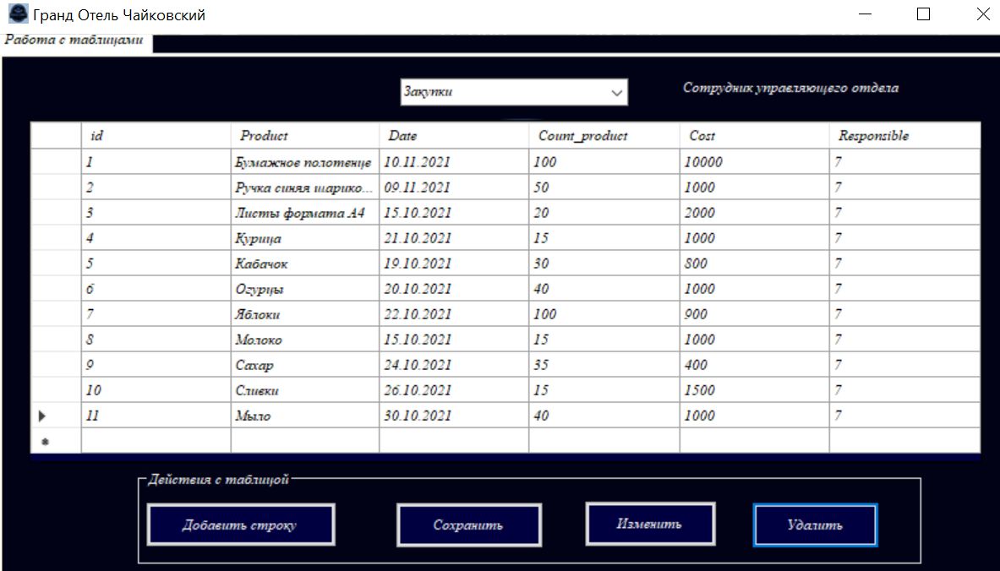 Гранд Отель Чайковский
Работа с таблицами
Закупки
Сотрудник управляющего отдела
id Product Date Count_product Cost Responsible
1 Бумажное полотенце 10.11.2021 100 10000 7
2 Ручка синяя шарико... 09.11.2021 50 1000 7
3 Листы формата А4 15.10.2021 20 2000 7
4 Курица 21.10.2021 15 1000 7
5 Кабачок 19.10.2021 30 800 7
6 Огурцы 20.10.2021 40 1000 7
7 Яблоки 22.10.2021 100 900 7
8 Молоко 15.10.2021 15 1000 7
9 Сахар 24.10.2021 35 400 7
10 Сливки 26.10.2021 15 1500 7
11 Мыло 30.10.2021 40 1000 7
Действия с таблицой
Добавить строку
Сохранить
Изменить
Удалить